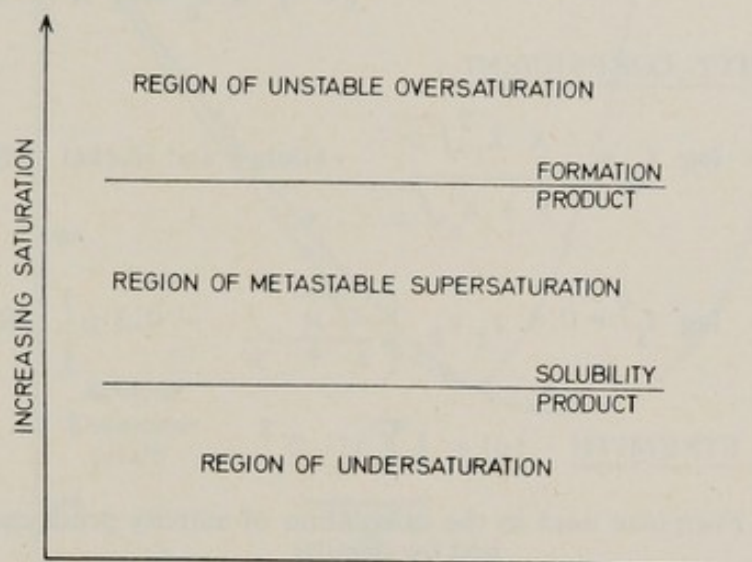 REGION OF UNSTABLE OVERSATURATION
FORMATION
PRODUCT
REGION OF METASTABLE SUPERSATURATION
SOLUBILITY
PRODUCT
REGION OF UNDERSATURATION
INCREASING SATURATION